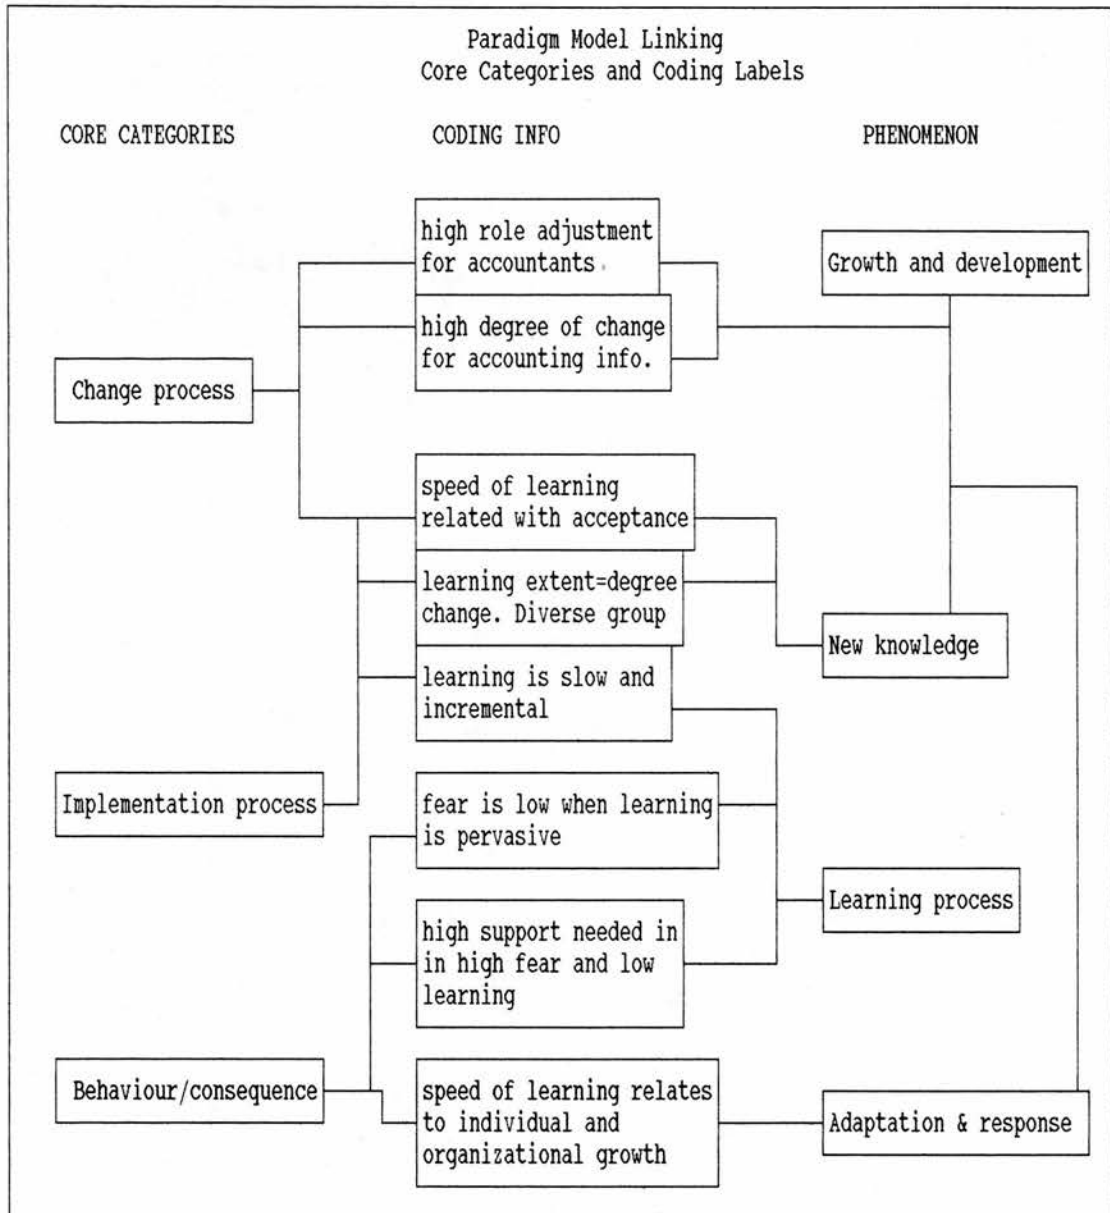 Paradigm Model Linking
Core Categories and Coding Labels
CORE CATEGORIES
CODING INFO
PHENOMENON
high role adjustment
for accountants
Growth and development
high degree of change
for accounting info.
Change process
speed of learning
related with acceptance
learning extent=degree
change. Diverse group
New knowledge
learning is slow and
incremental
Implementation process
fear is low when learning
is pervasive
Learning process
high support needed in
in high fear and low
learning
Behaviour/consequence
speed of learning relates
to individual and
organizational growth
Adaptation & response